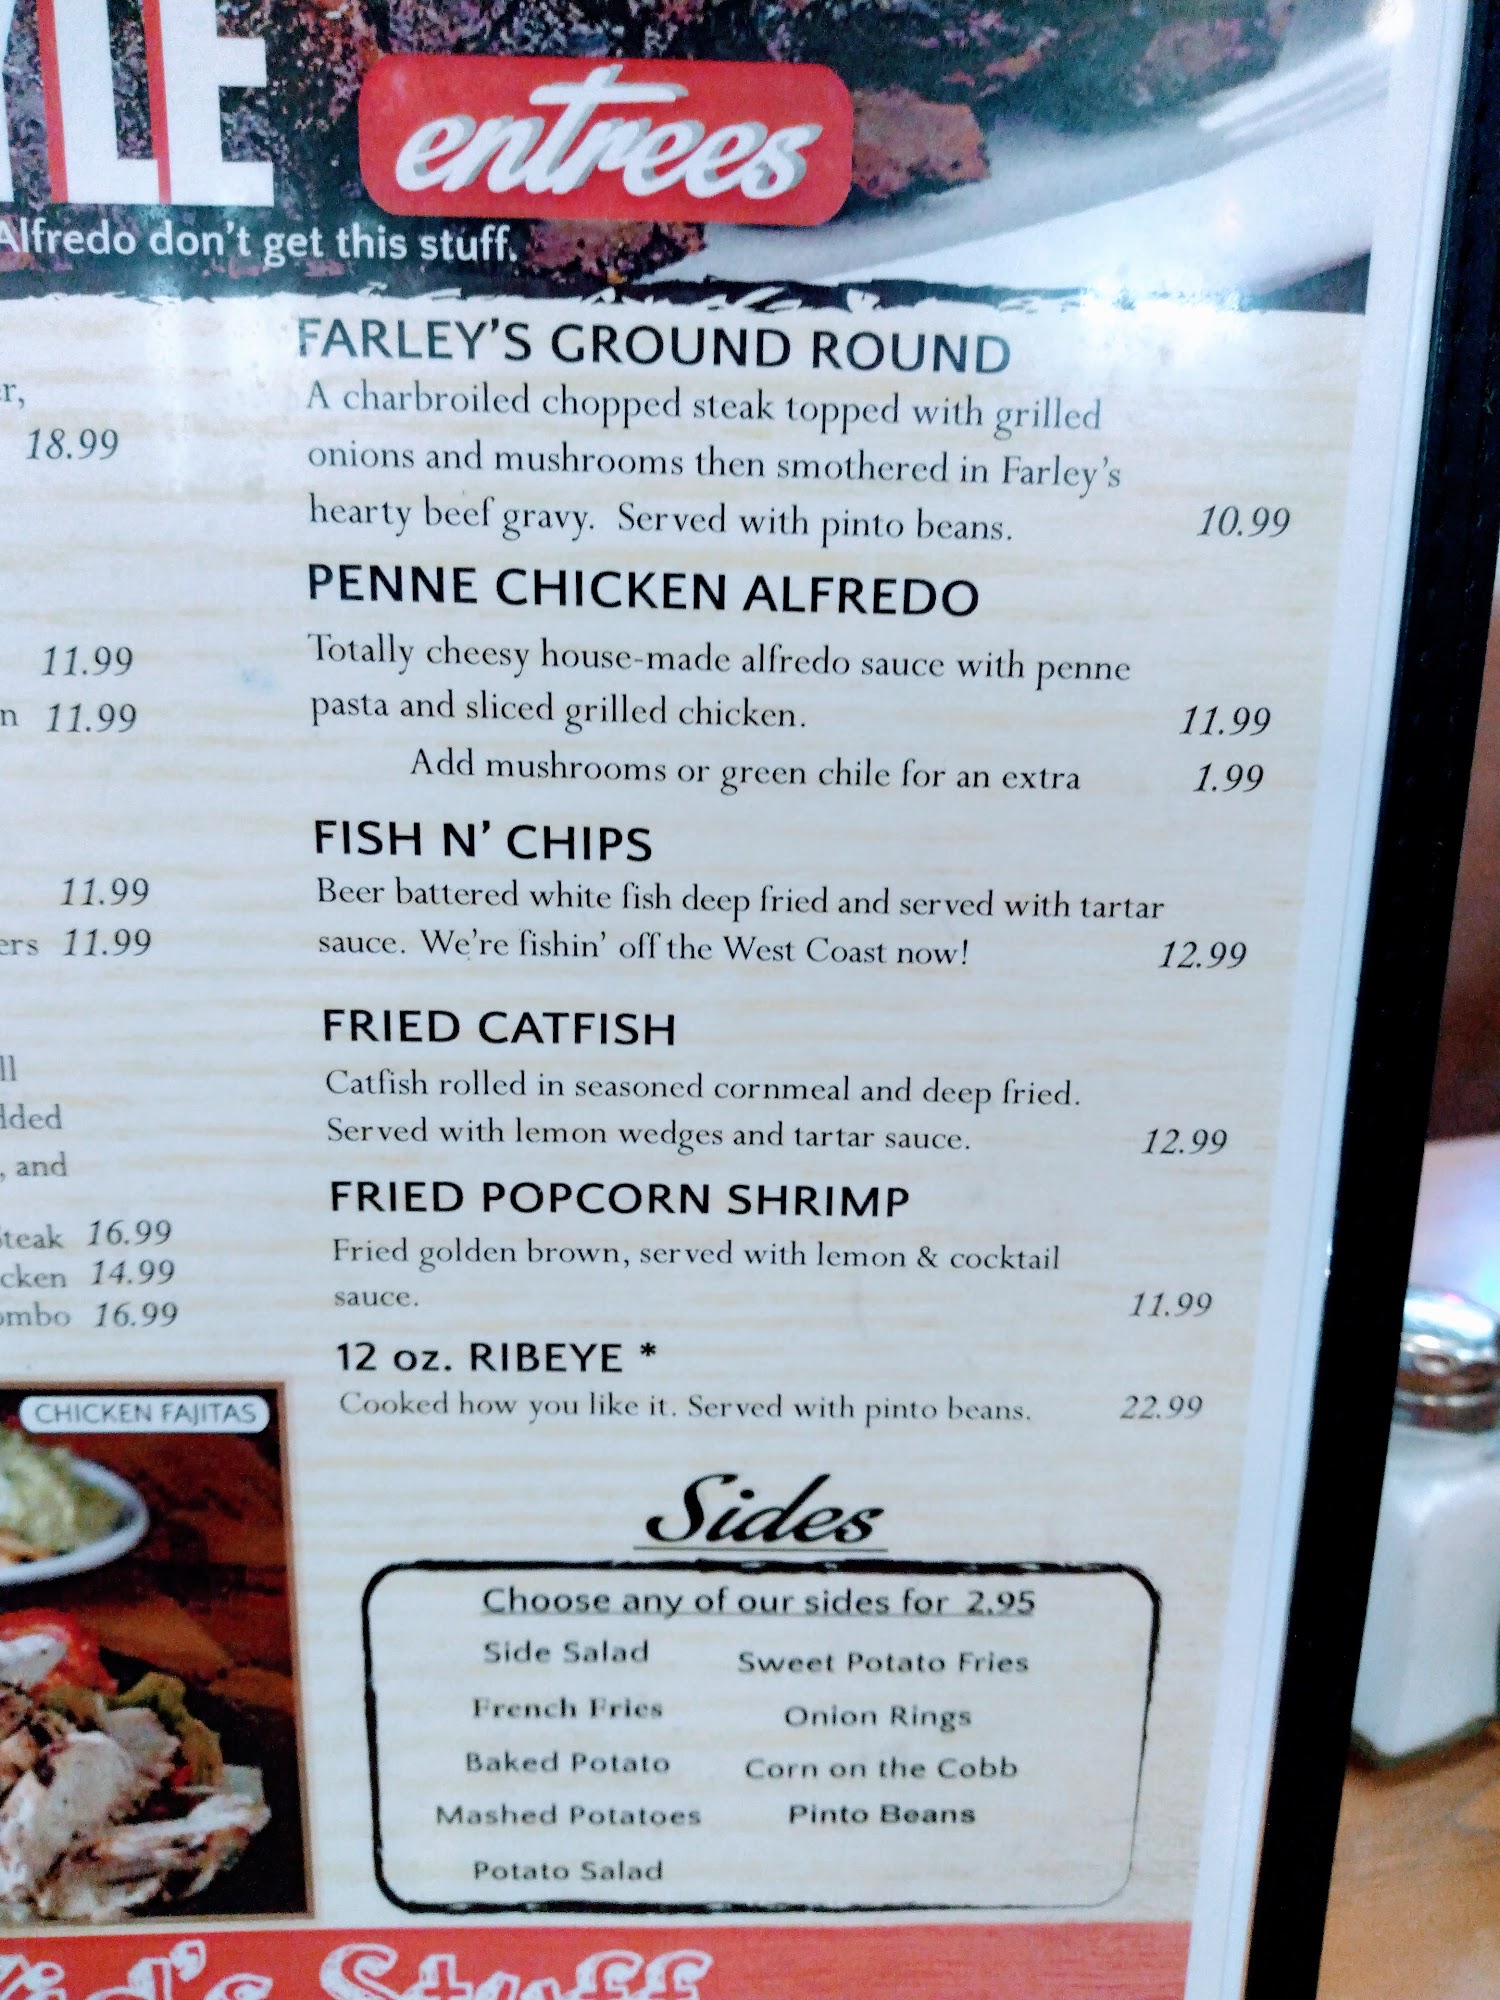 entrees
Alfredo don't get this stuff.
18.99
11.99
11.99
11.99
11.99
and
16.99
14.99
16.99
CHICKEN FAJITAS
FARLEY'S GROUND ROUND
A charbroiled chopped steak topped with grilled
onions and mushrooms then smothered in Farley's
hearty beef gravy. Served with pinto beans. 10.99
PENNE CHICKEN ALFREDO
Totally cheesy house-made alfredo sauce with penne
pasta and sliced grilled chicken. 11.99
Add mushrooms or green chile for an extra 1.99
FISH N' CHIPS
Beer battered white fish deep fried and served with tartar
sauce. We're fishin' off the West Coast now! 12.99
FRIED CATFISH
Catfish rolled in seasoned cornmeal and deep fried.
Served with lemon wedges and tartar sauce. 12.99
FRIED POPCORN SHRIMP
Fried golden brown, served with lemon & cocktail
sauce. 11.99
12 oz. RIBEYE *
Cooked how you like it. Served with pinto beans. 22.99
Sides
Choose any of our sides for 2.95
Side Salad
French Fries
Baked Potato
Mashed Potatoes
Potato Salad
Sweet Potato Fries
Onion Rings
Corn on the Cobb
Pinto Beans
Stuff